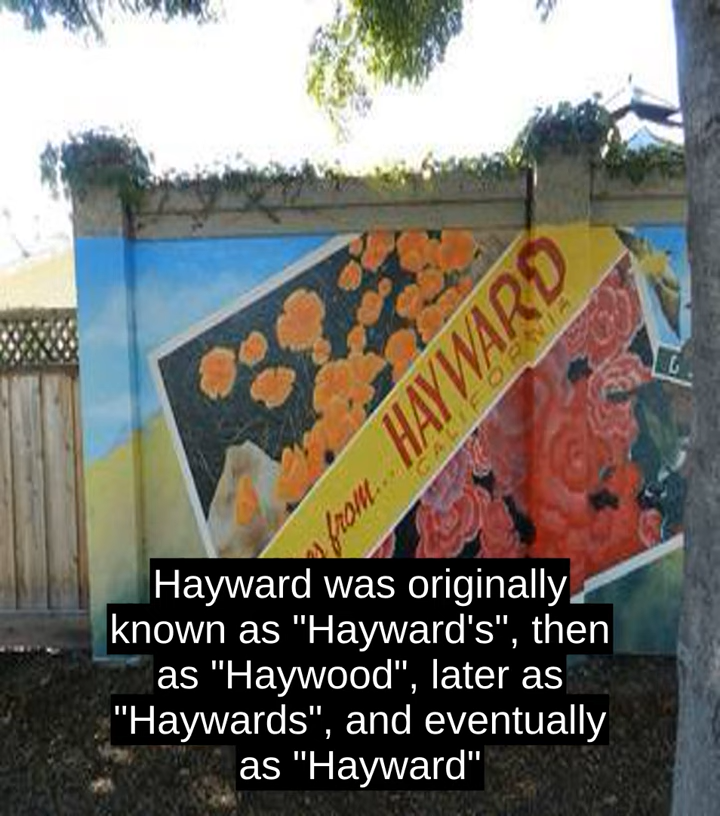 HAYWARD
CALIFORNIA
from...
Hayward was originally
known as "Hayward's", then
as "Haywood", later as
"Haywards", and eventually
as "Hayward"